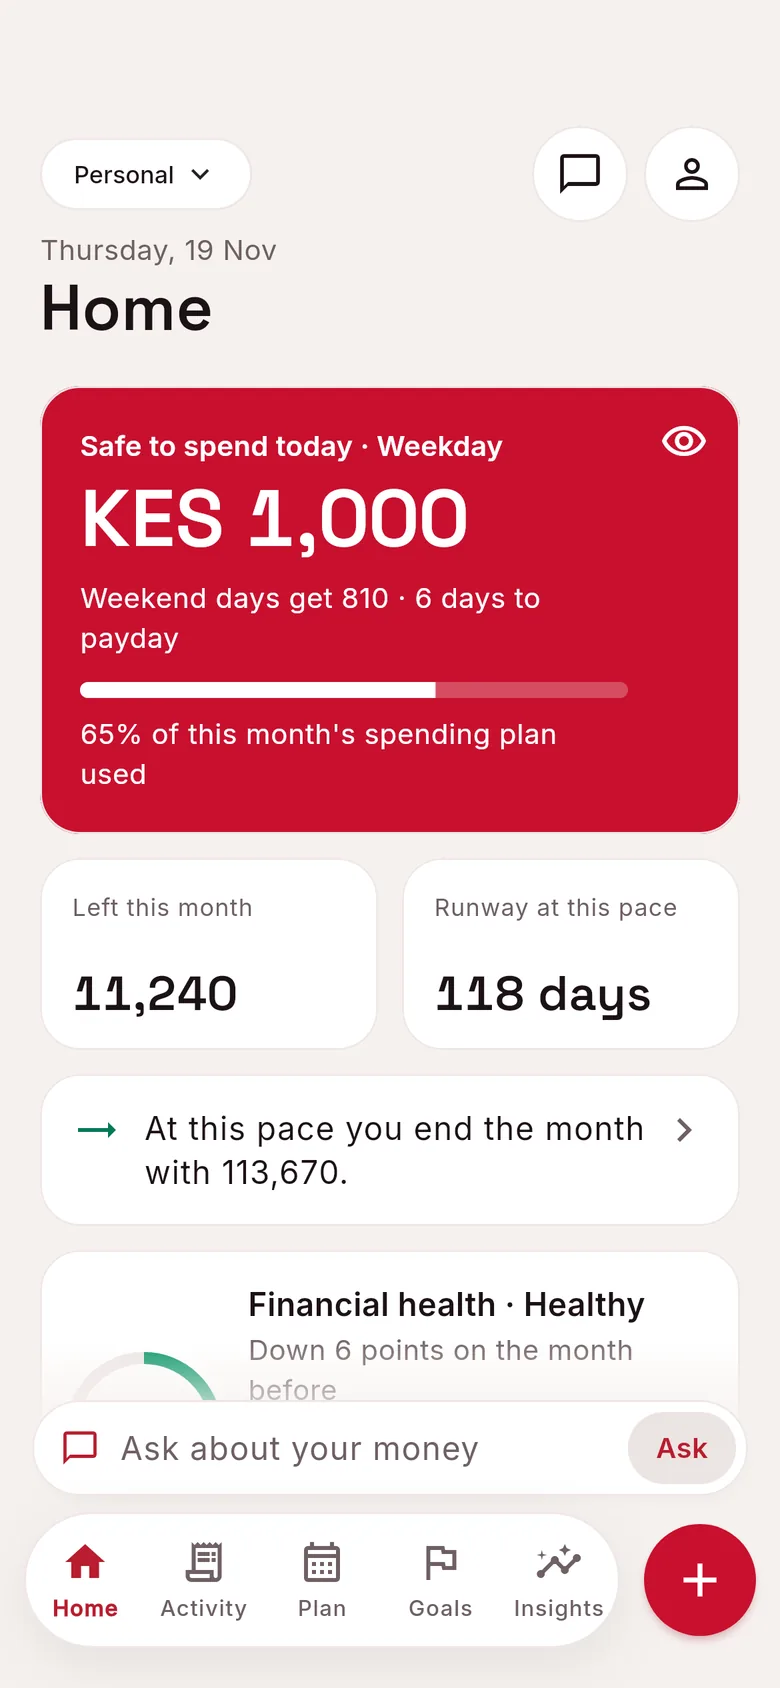 Personal
Thursday, 19 Nov
Home
Safe to spend today · Weekday
KES 1,000
Weekend days get 810 · 6 days to
payday
65% of this month's spending plan
used
Left this month
11,240
Runway at this pace
118 days
At this pace you end the month
with 113,670.
Financial health · Healthy
Down 6 points on the month
before
Ask about your money
Ask
Home
Activity
Plan
Goals
Insights